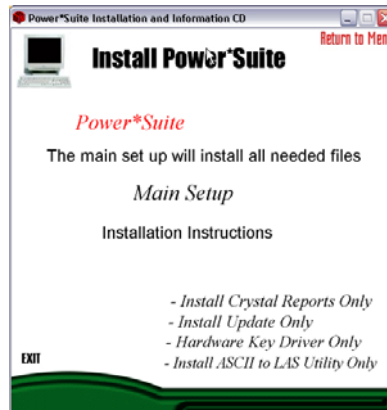 Power*Suite Installation and Information CD
Return to Men
Install Power*Suite
Power*Suite
The main set up will install all needed files
Main Setup
Installation Instructions
- Install Crystal Reports Only
- Install Update Only
- Hardware Key Driver Only
- Install ASCII to LAS Utility Only
EXIT